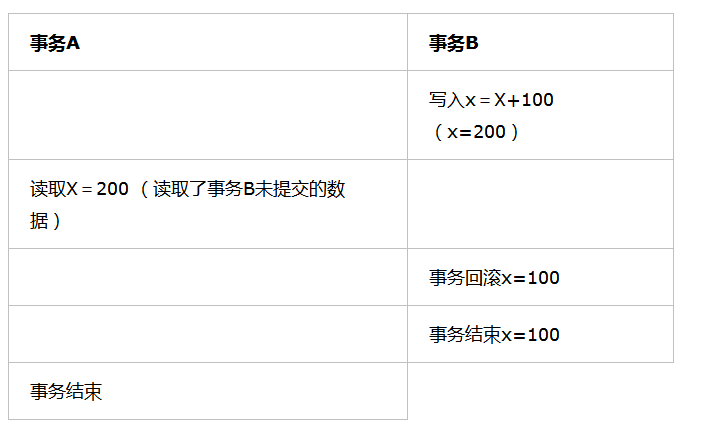 事务A
事务B
写入x＝X+100
（x=200）
读取X＝200 （读取了事务B未提交的数
据）
事务回滚x=100
事务结束x=100
事务结束